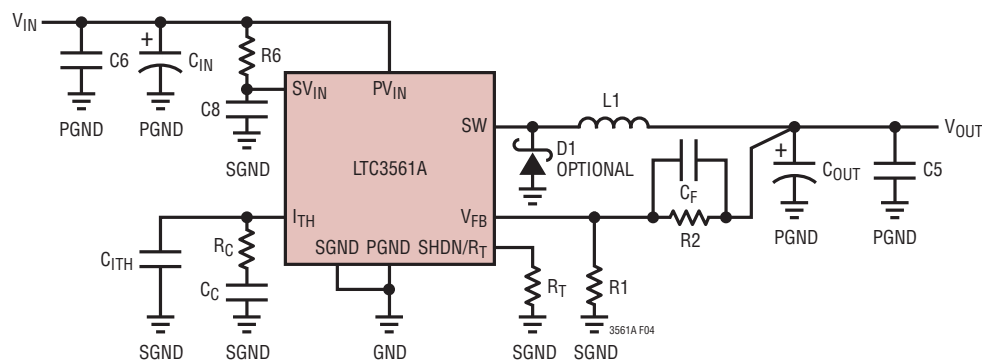 VIN
C6
+
CIN
R6
PGND
PGND
C8
SGND
SVIN
PVIN
SW
LTC3561A
ITH
VFB
SGND
PGND
SHDN/RT
L1
D1
OPTIONAL
VOUT
+
COUT
C5
CF
R2
PGND
PGND
CITH
RC
CC
RT
R1
3561A F04
SGND
SGND
GND
SGND
SGND